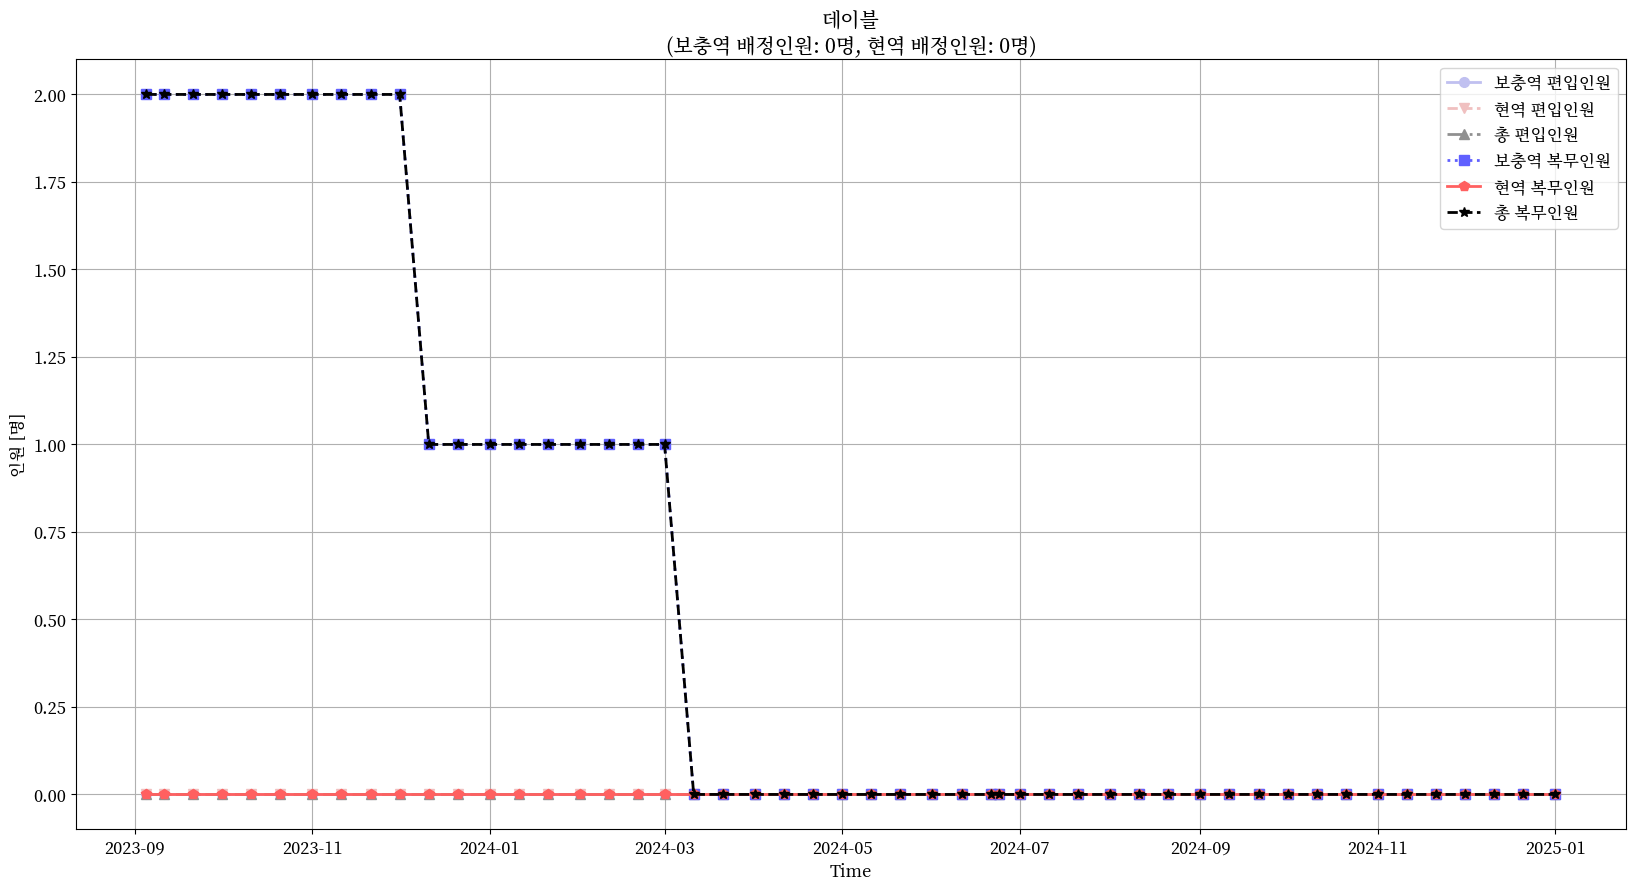 데이블
(보충역 배정인원: 0명, 현역 배정인원: 0명)
보충역 편입인원
현역 편입인원
총 편입인원
보충역 복무인원
현역 복무인원
총 복무인원
인원 [명]
2.00
1.75
1.50
1.25
1.00
0.75
0.50
0.25
0.00
2023-09 2023-11 2024-01 2024-03 2024-05 2024-07 2024-09 2024-11 2025-01
Time